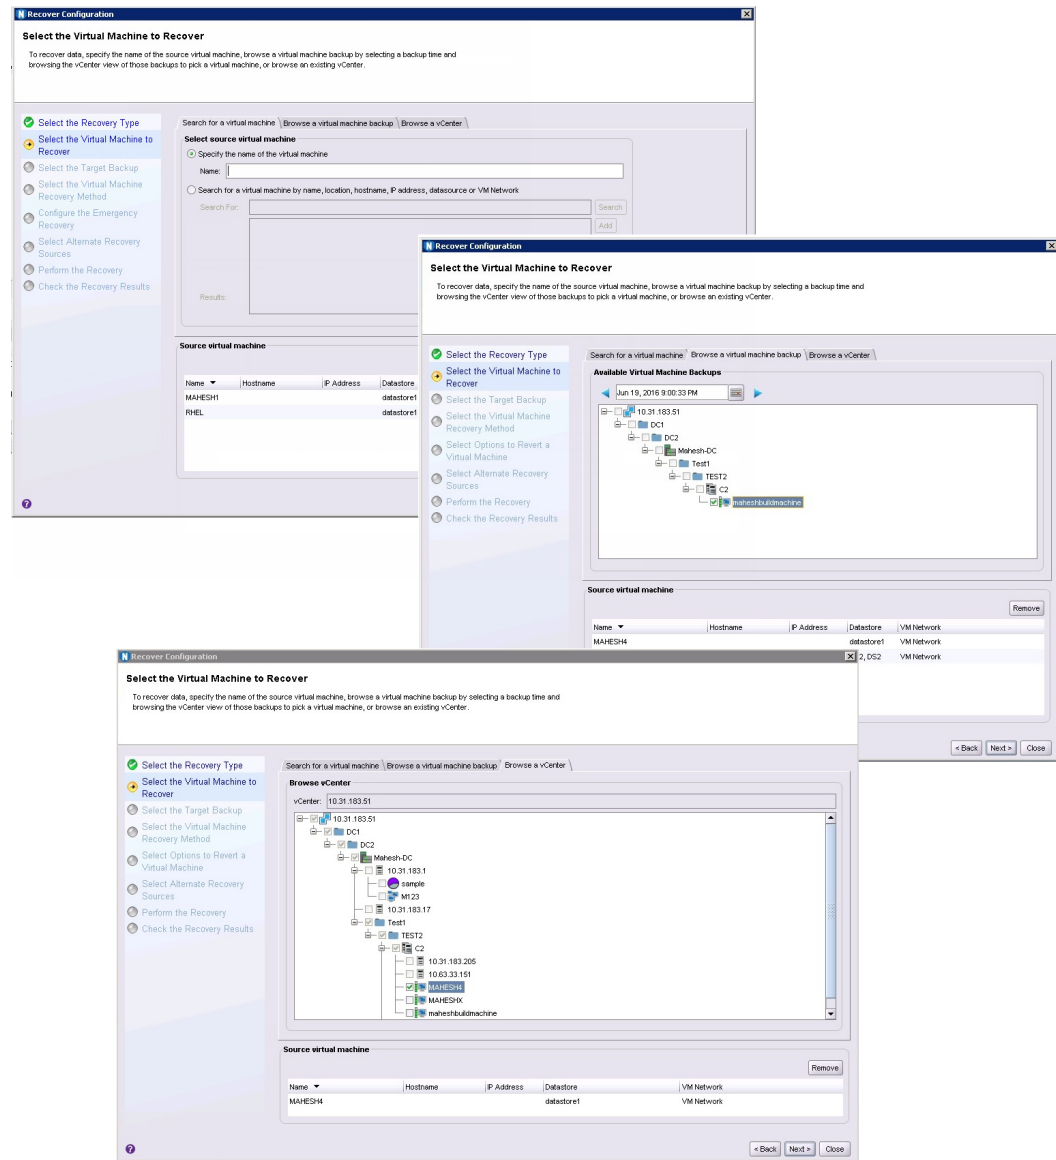 Recover Configuration
Select the Virtual Machine to Recover
To recover data, specify the name of the source virtual machine, browse a virtual machine backup by selecting a backup time and
browsing the vCenter view of those backups to pick a virtual machine, or browse an existing vCenter.
Select the Recovery Type
Select the Virtual Machine to
Recover
Select the Target Backup
Select the Virtual Machine
Recovery Method
Configure the Emergency
Recovery
Select Alternate Recovery
Sources
Perform the Recovery
Check the Recovery Results
Search for a virtual machine Browse a virtual machine backup Browse a vCenter
Select source virtual machine
Specify the name of the virtual machine
Name:
Search for a virtual machine by name, location, hostname, IP address, datasource or VM Network
Search For: Search
Add
Results:
Source virtual machine
Name Hostname IP Address Datastore
MAHESH1 datastore1
RHEL datastore1
Recover Configuration
Select the Virtual Machine to Recover
To recover data, specify the name of the source virtual machine, browse a virtual machine backup by selecting a backup time and
browsing the vCenter view of those backups to pick a virtual machine, or browse an existing vCenter.
Select the Recovery Type
Select the Virtual Machine to
Recover
Select the Target Backup
Select the Virtual Machine
Recovery Method
Select Options to Revert a
Virtual Machine
Select Alternate Recovery
Sources
Perform the Recovery
Check the Recovery Results
Search for a virtual machine Browse a virtual machine backup Browse a vCenter
Available Virtual Machine Backups
Jun 19, 2016 9:00:33 PM
10.31.183.51
DC1
DC2
Mahesh-DC
Test1
TEST2
C2
maheshbuildmachine
Source virtual machine
Remove
Name Hostname IP Address Datastore VM Network
MAHESH4 datastore1 VM Network
2, DS2 VM Network
< Back Next > Close
Recover Configuration
Select the Virtual Machine to Recover
To recover data, specify the name of the source virtual machine, browse a virtual machine backup by selecting a backup time and
browsing the vCenter view of those backups to pick a virtual machine, or browse an existing vCenter.
Select the Recovery Type
Select the Virtual Machine to
Recover
Select the Target Backup
Select the Virtual Machine
Recovery Method
Select Options to Revert a
Virtual Machine
Select Alternate Recovery
Sources
Perform the Recovery
Check the Recovery Results
Search for a virtual machine Browse a virtual machine backup Browse a vCenter
Browse vCenter
vCenter: 10.31.183.51
10.31.183.51
DC1
DC2
Mahesh-DC
10.31.183.1
sample
M123
10.31.183.17
Test1
TEST2
C2
10.31.183.205
10.63.33.151
MAHESH4
MAHESHX
maheshbuildmachine
Source virtual machine
Remove
Name Hostname IP Address Datastore VM Network
MAHESH4 datastore1 VM Network
< Back Next > Close